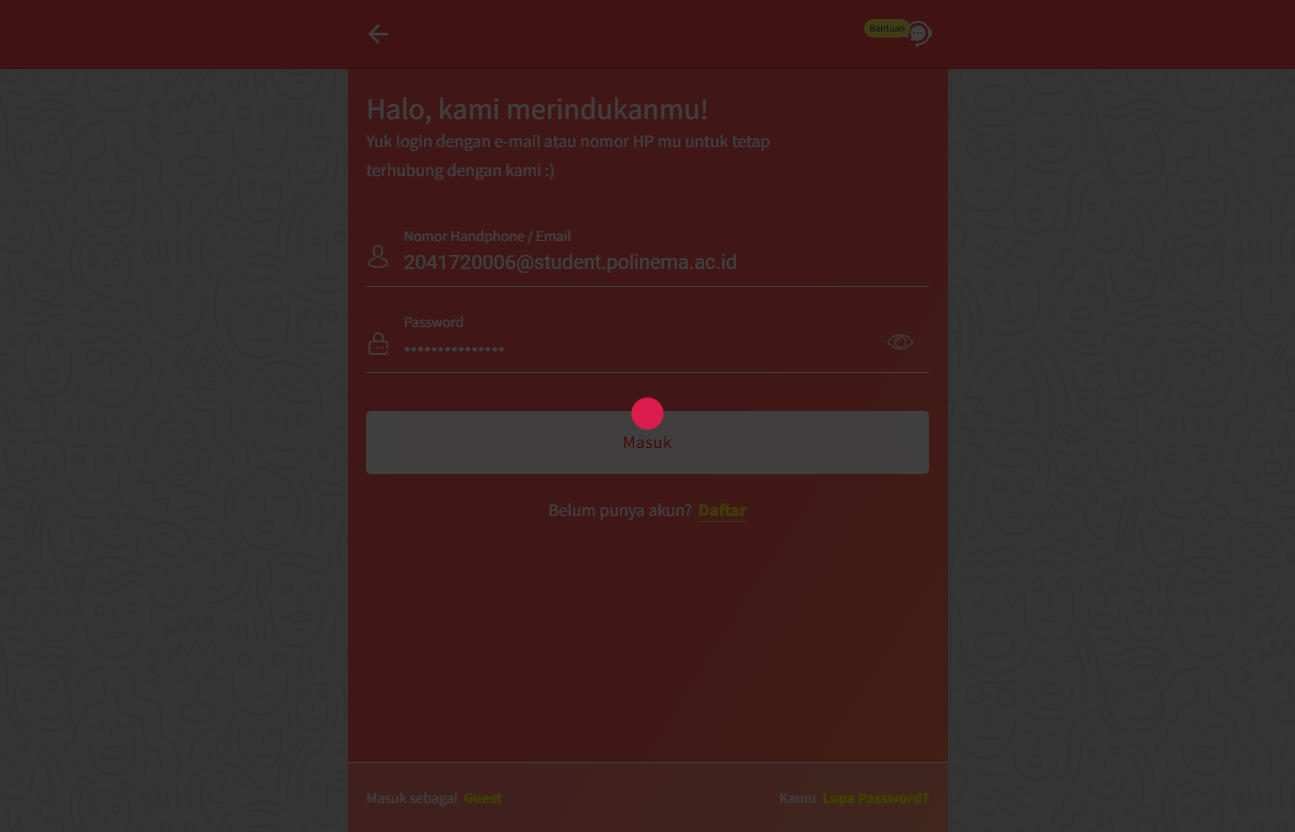 Bantuan
Halo, kami merindukanmu!
Yuk login dengan e-mail atau nomor HP mu untuk tetap
terhubung dengan kami :)
Nomor Handphone / Email
2041720006@student.polinema.ac.id
Password
•••••••••••••••
Masuk
Belum punya akun? Daftar
Masuk sebagai Guest
Kamu Lupa Password?